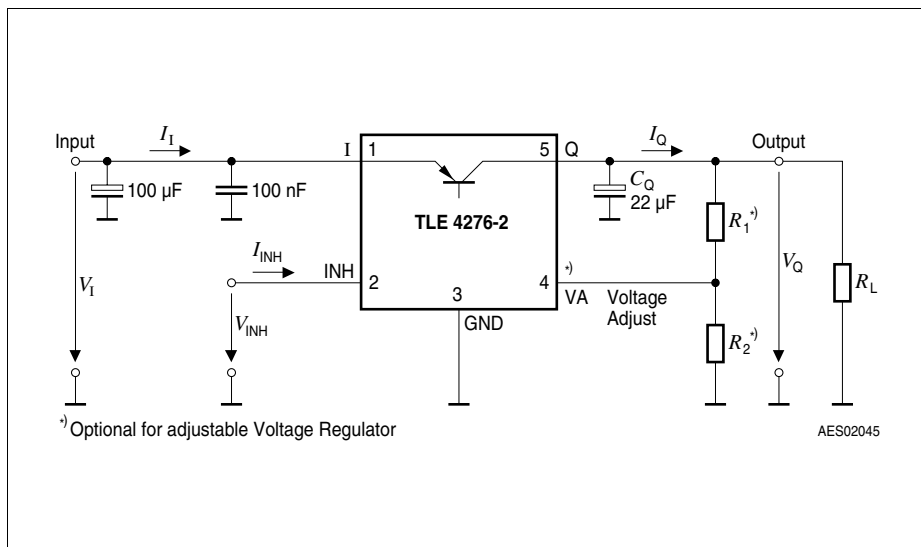 Input
I_I
I
1
5
Q
I_Q
Output
100 µF
100 nF
C_Q
22 µF
TLE 4276-2
R_1 *)
I_INH
INH
2
3
4
*)
VA
Voltage
Adjust
V_I
V_INH
GND
R_2 *)
V_Q
R_L
*) Optional for adjustable Voltage Regulator
AES02045